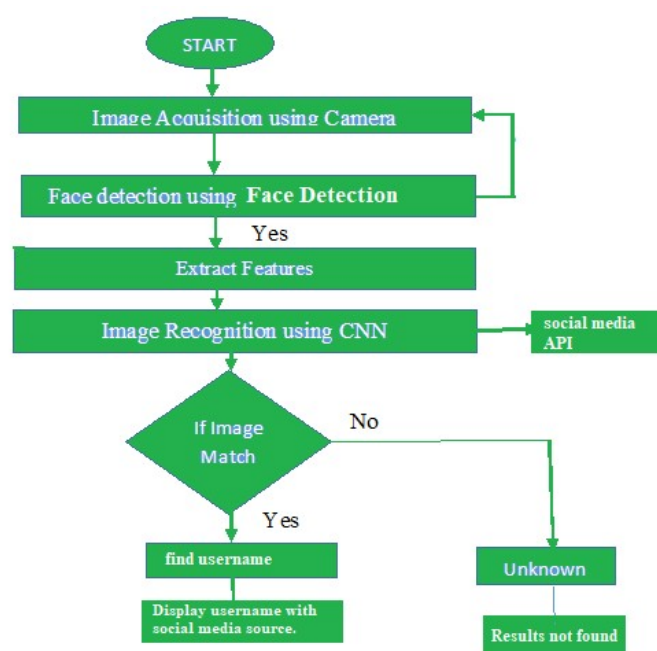 START
Image Acquisition using Camera
Face detection using Face Detection
Yes
Extract Features
Image Recognition using CNN
social media
API
If Image
Match
No
Yes
find username
Display username with
social media source.
Unknown
Results not found